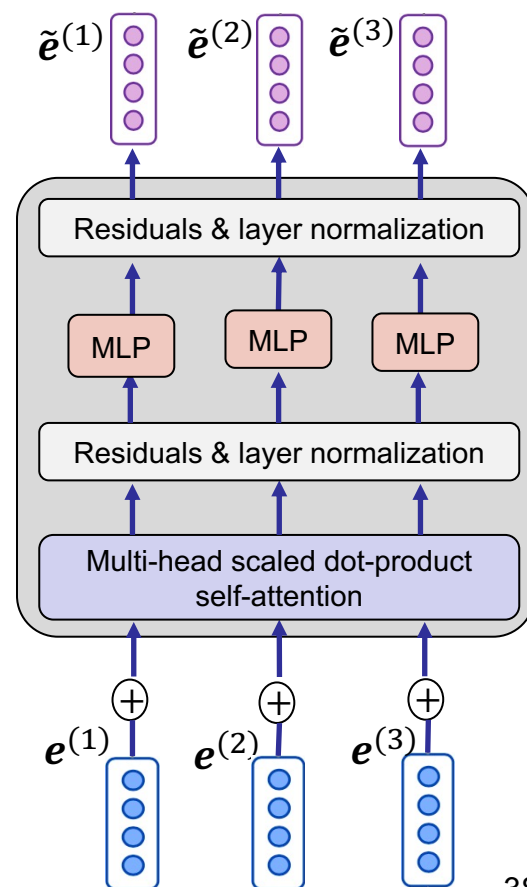 ẽ⁽¹⁾ ẽ⁽²⁾ ẽ⁽³⁾
Residuals & layer normalization
MLP MLP MLP
Residuals & layer normalization
Multi-head scaled dot-product
self-attention
+ + +
e⁽¹⁾ e⁽²⁾ e⁽³⁾